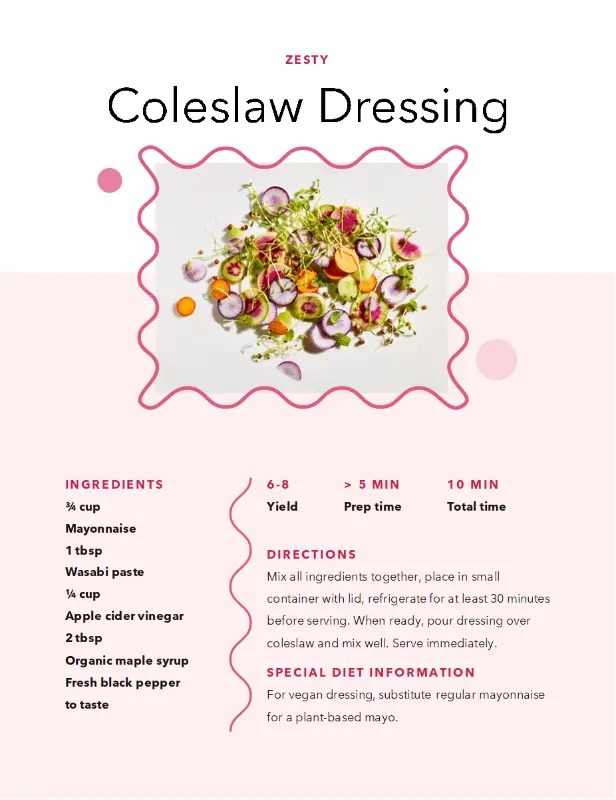 ZESTY
Coleslaw Dressing
INGREDIENTS
¾ cup
Mayonnaise
1 tbsp
Wasabi paste
¼ cup
Apple cider vinegar
2 tbsp
Organic maple syrup
Fresh black pepper
to taste
6-8
Yield
> 5 MIN
Prep time
10 MIN
Total time
DIRECTIONS
Mix all ingredients together, place in small
container with lid, refrigerate for at least 30 minutes
before serving. When ready, pour dressing over
coleslaw and mix well. Serve immediately.
SPECIAL DIET INFORMATION
For vegan dressing, substitute regular mayonnaise
for a plant-based mayo.